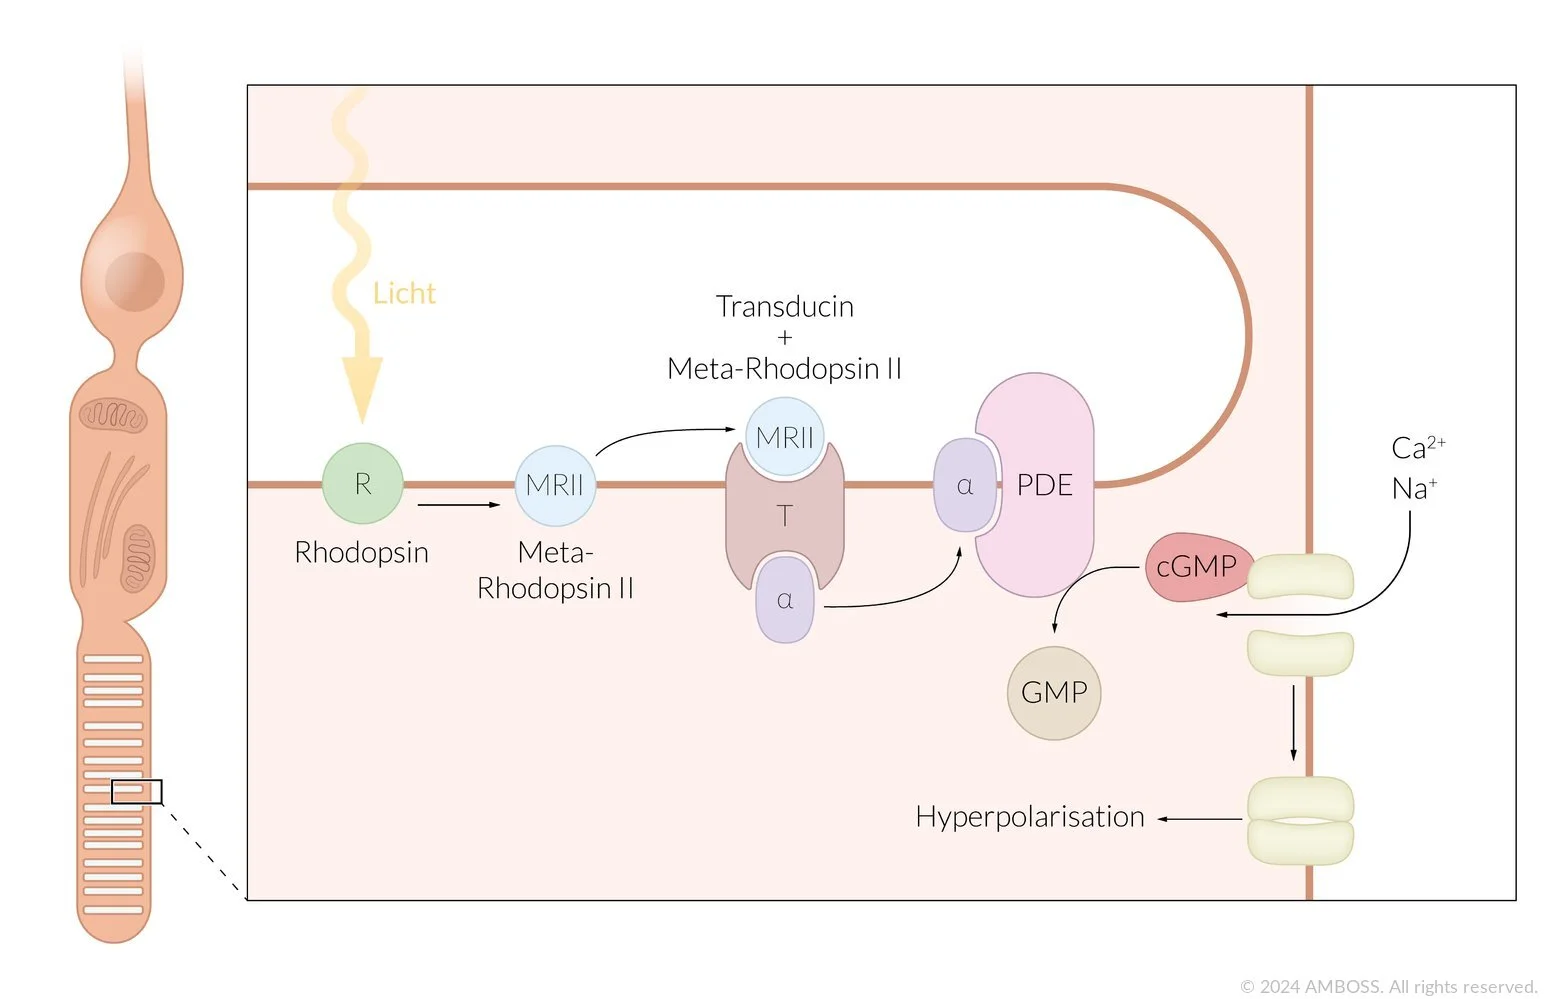 Licht
Transducin
+
Meta-Rhodopsin II
MRII
R
MRII
T
α
α
PDE
Rhodopsin
Meta-
Rhodopsin II
Ca²⁺
Na⁺
cGMP
GMP
Hyperpolarisation
© 2024 AMBOSS. All rights reserved.